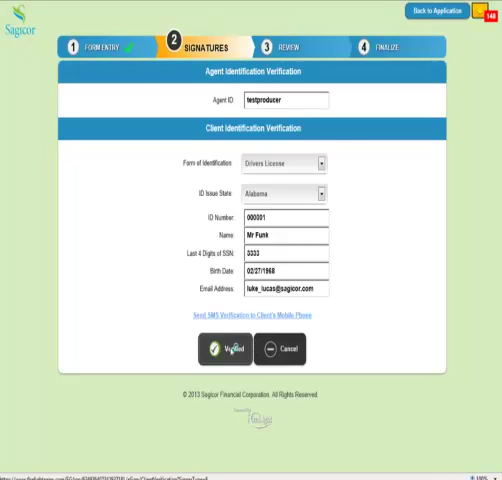 Back to Application
148
Sagicor
1 FORM ENTRY
2 SIGNATURES
3 REVIEW
4 FINALIZE
Agent Identification Verification
Agent ID: testproducer
Client Identification Verification
Form of Identification: Drivers License
ID Issue State: Alabama
ID Number: 000001
Name: Mr Funk
Last 4 Digits of SSN: 3333
Birth Date: 02/27/1968
Email Address: luke_lucas@sagicor.com
Send SMS Verification to Client's Mobile Phone
Verified
Cancel
© 2013 Sagicor Financial Corporation. All Rights Reserved.
100%